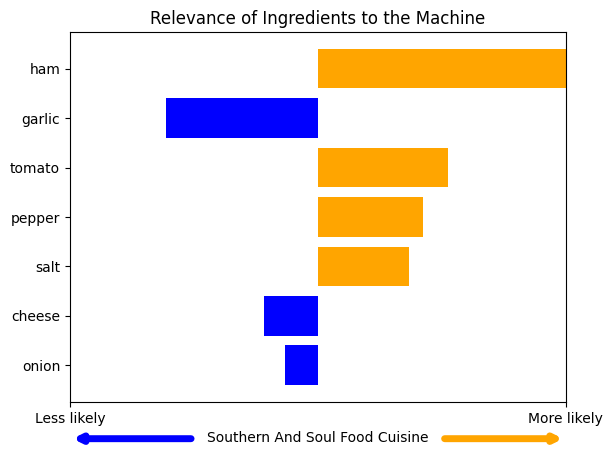 Relevance of Ingredients to the Machine
ham
garlic
tomato
pepper
salt
cheese
onion
Less likely More likely
Southern And Soul Food Cuisine